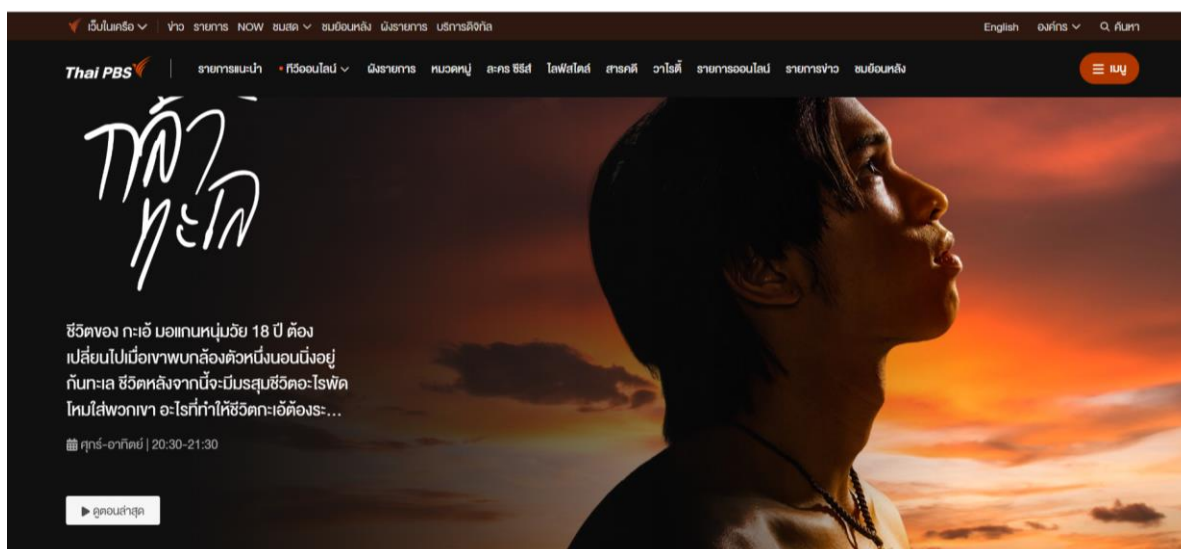 เว็บในเครือ ข่าว รายการ NOW ชมสด ชมย้อนหลัง ผังรายการ บริการดิจิทัล English องค์กร ค้นหา
Thai PBS รายการแนะนำ • ทีวีออนไลน์ ผังรายการ หมวดหมู่ ละคร ซีรีส์ ไลฟ์สไตล์ สารคดี วาไรตี้ รายการออนไลน์ รายการข่าว ชมย้อนหลัง เมนู
กล้า
ทะเล
ชีวิตของ กะเอ้ มอแกนหนุ่มวัย 18 ปี ต้อง
เปลี่ยนไปเมื่อเขาพบกล้องตัวหนึ่งนอนนิ่งอยู่
ก้นทะเล ชีวิตหลังจากนี้จะมีมรสุมชีวิตอะไรพัด
โหมใส่พวกเขา อะไรที่ทำให้ชีวิตกะเอ้ต้องระ...
ศุกร์-อาทิตย์ | 20:30-21:30
ดูตอนล่าสุด